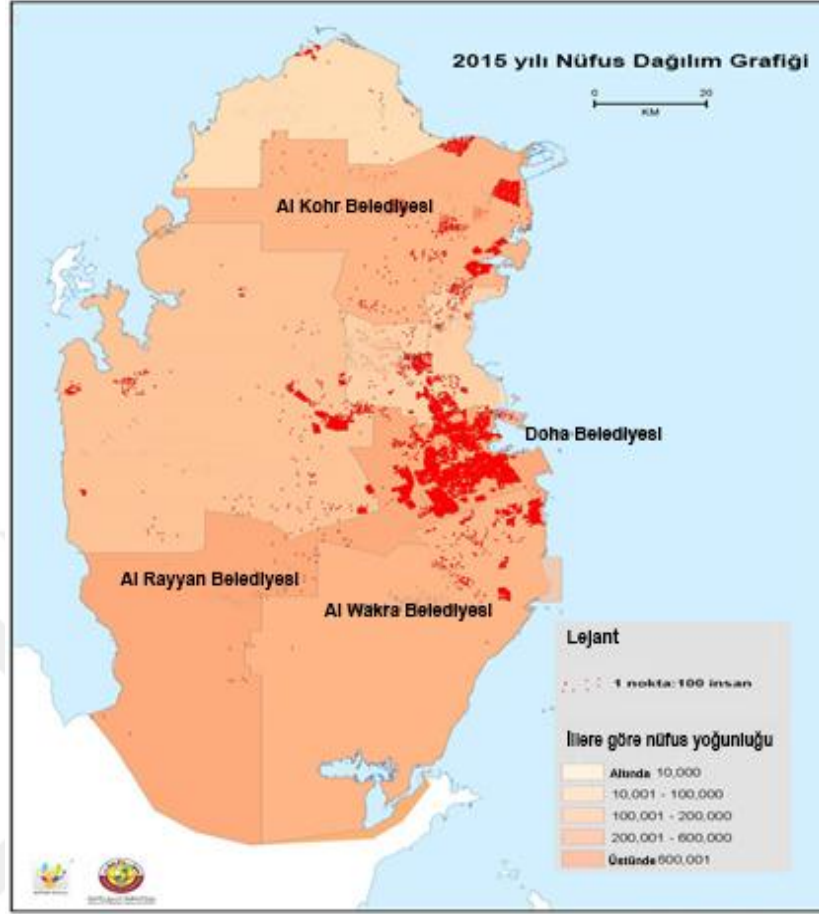 2015 yılı Nüfus Dağılım Grafiği
0 20
KM
Al Kohr Belediyesi
Doha Belediyesi
Al Rayyan Belediyesi
Al Wakra Belediyesi
Lejant
1 nokta:100 insan
İllere göre nüfus yoğunluğu
Altında 10,000
10,001 - 100,000
100,001 - 200,000
200,001 - 600,000
Üstünde 600,001